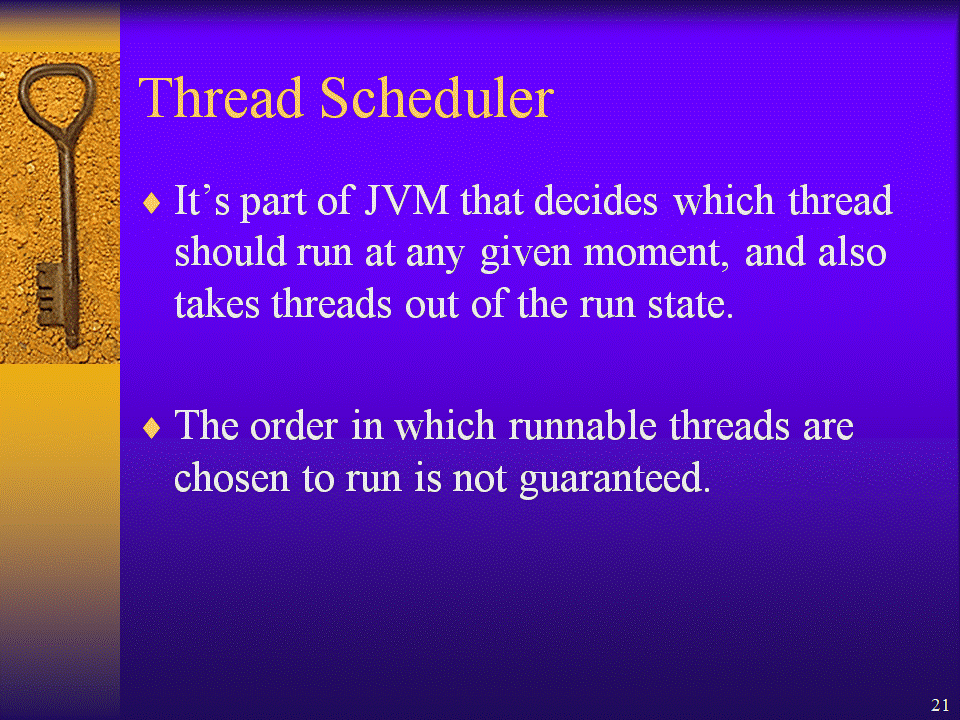 Thread Scheduler
♦ It’s part of JVM that decides which thread
should run at any given moment, and also
takes threads out of the run state.
♦ The order in which runnable threads are
chosen to run is not guaranteed.
21